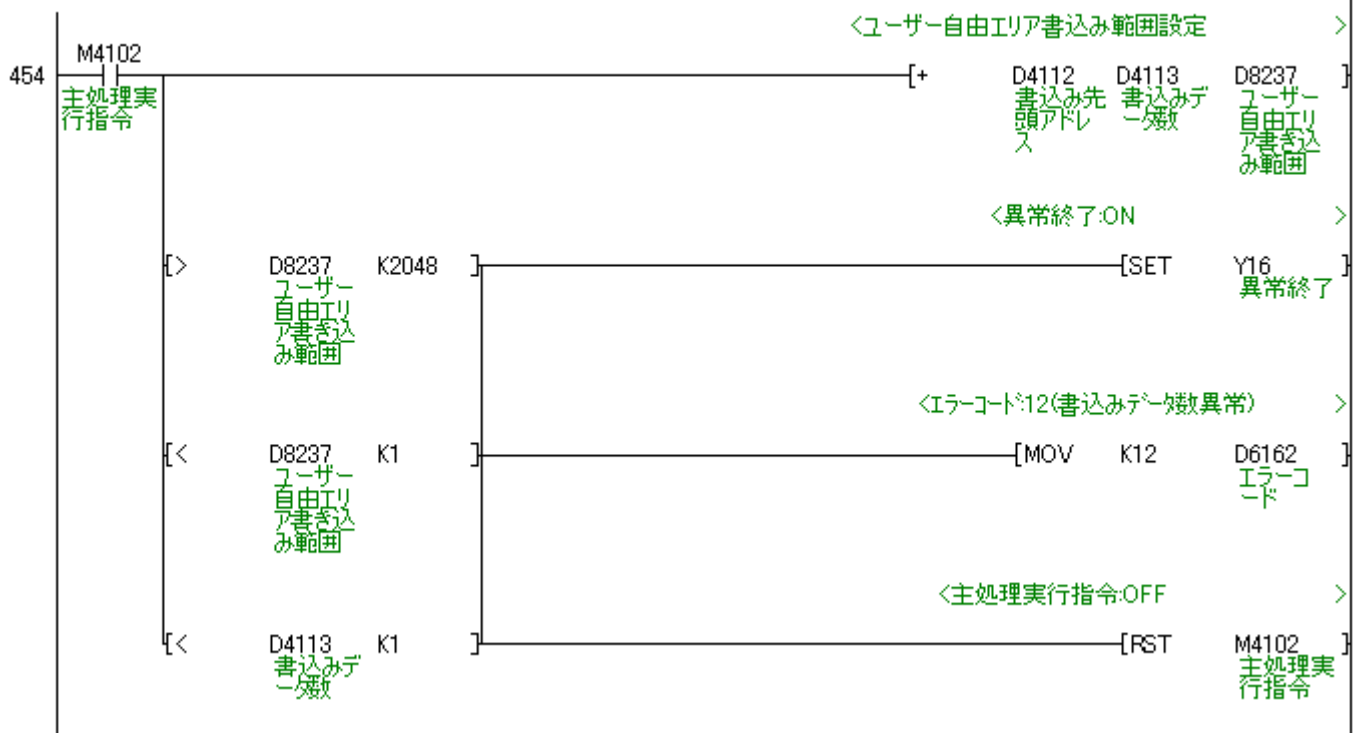 <ユーザー自由エリア書込み範囲設定 >
M4102
454
[+ D4112 D4113 D8237 ]
主処理実
行指令
書込み先
頭アドレ
ス
書込みデ
ータ数
ユーザー
自由エリ
ア書き込
み範囲
<異常終了:ON >
[> D8237 K2048 ]
[SET Y16 ]
ユーザー
自由エリ
ア書き込
み範囲
異常終了
<エラーコード:12(書込みデータ数異常) >
[< D8237 K1 ]
[MOV K12 D6162 ]
ユーザー
自由エリ
ア書き込
み範囲
エラーコ
ード
<主処理実行指令:OFF >
[< D4113 K1 ]
[RST M4102 ]
書込みデ
ータ数
主処理実
行指令